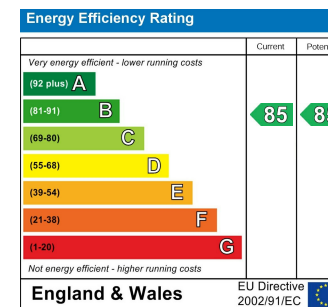 Energy Efficiency Rating
Current
Very energy efficient - lower running costs
(92 plus) A
(81-91) B
85
(69-80) C
(55-68) D
(39-54) E
(21-38) F
(1-20) G
Not energy efficient - higher running costs
England & Wales
EU Directive
2002/91/EC